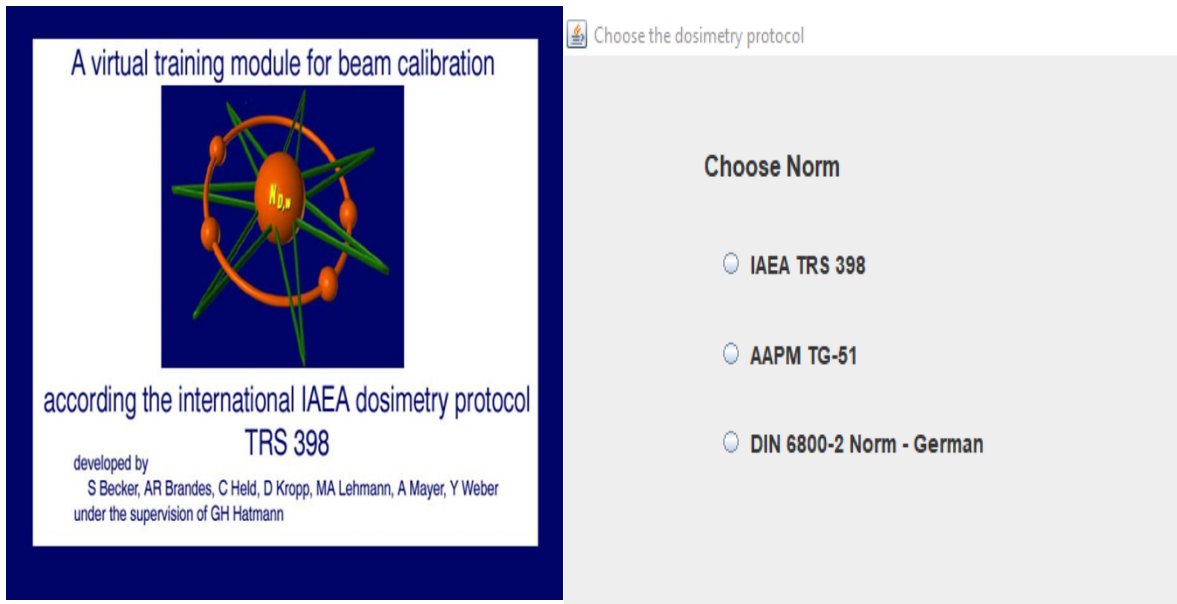 A virtual training module for beam calibration
N D,w
according the international IAEA dosimetry protocol
TRS 398
developed by
S Becker, AR Brandes, C Held, D Kropp, MA Lehmann, A Mayer, Y Weber
under the supervision of GH Hatmann
Choose the dosimetry protocol
Choose Norm
IAEA TRS 398
AAPM TG-51
DIN 6800-2 Norm - German